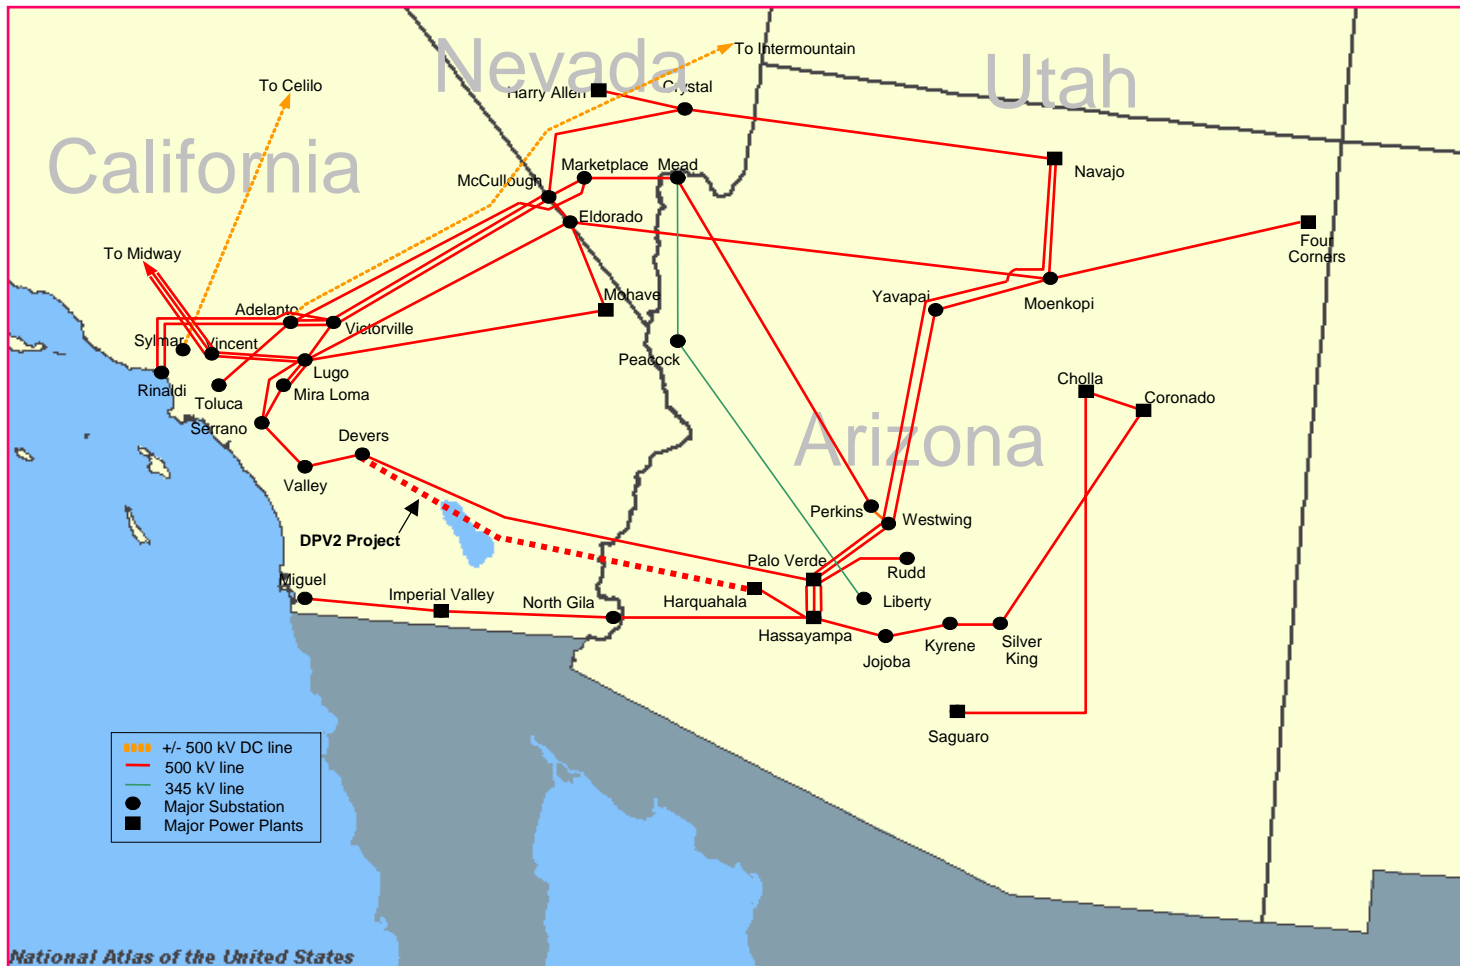 Nevada
To Intermountain
Utah
To Celilo
Harry Allen
Crystal
California
Marketplace
Mead
McCullough
Navajo
Eldorado
Four
Corners
To Midway
Moenkopi
Yavapai
Mohave
Adelanto
Victorville
Sylmar
Vincent
Peacock
Lugo
Rinaldi
Toluca
Mira Loma
Cholla
Coronado
Serrano
Devers
Arizona
Valley
Perkins
Westwing
DPV2 Project
Palo Verde
Rudd
Miguel
Imperial Valley
North Gila
Harquahala
Liberty
Hassayampa
Jojoba
Kyrene
Silver
King
Saguaro
+/- 500 kV DC line
500 kV line
345 kV line
Major Substation
Major Power Plants
National Atlas of the United States